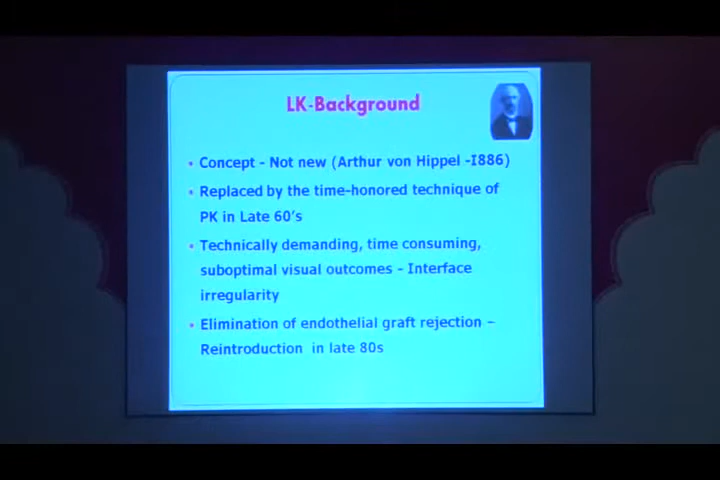 LK-Background
• Concept - Not new (Arthur von Hippel -1886)
• Replaced by the time-honored technique of
PK in Late 60's
• Technically demanding, time consuming,
suboptimal visual outcomes - Interface
irregularity
• Elimination of endothelial graft rejection –
Reintroduction in late 80s